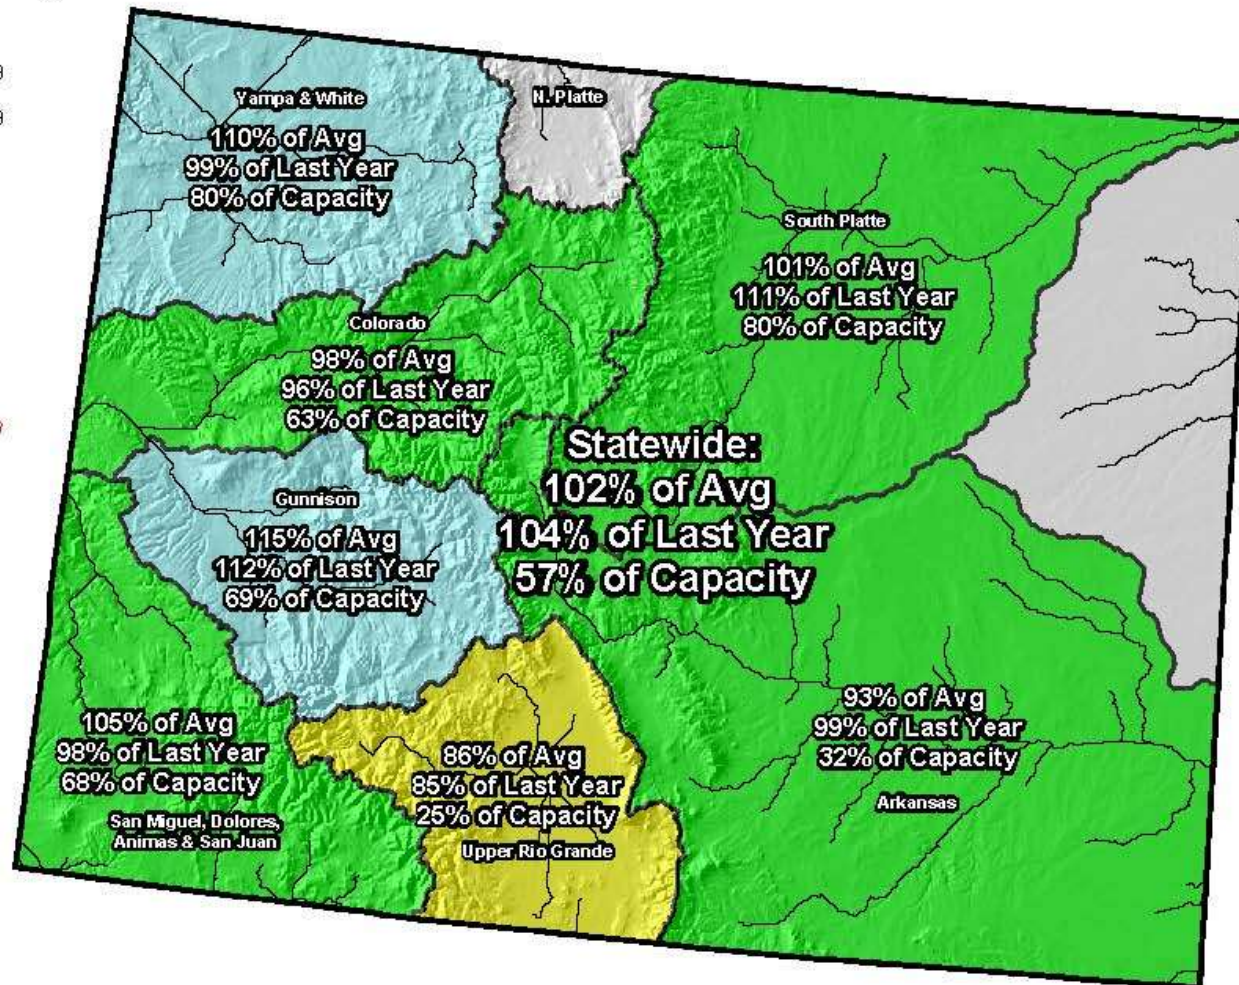 Yampa & White
110% of Avg
99% of Last Year
80% of Capacity
N. Platte
South Platte
101% of Avg
111% of Last Year
80% of Capacity
Colorado
98% of Avg
96% of Last Year
63% of Capacity
Statewide:
102% of Avg
104% of Last Year
57% of Capacity
Gunnison
115% of Avg
112% of Last Year
69% of Capacity
105% of Avg
98% of Last Year
68% of Capacity
San Miguel, Dolores,
Animas & San Juan
86% of Avg
85% of Last Year
25% of Capacity
Upper Rio Grande
93% of Avg
99% of Last Year
32% of Capacity
Arkansas